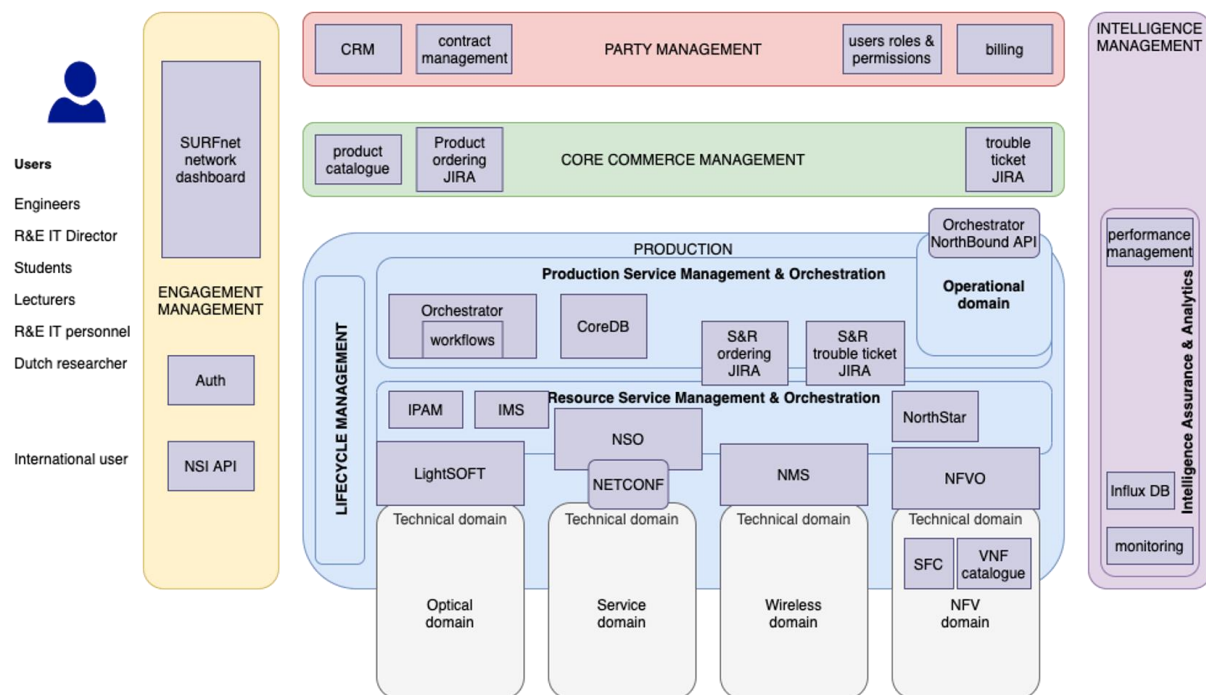 Users
Engineers
R&E IT Director
Students
Lecturers
R&E IT personnel
Dutch researcher
International user
SURFnet
network
dashboard
ENGAGEMENT
MANAGEMENT
Auth
NSI API
CRM
contract
management
PARTY MANAGEMENT
users roles &
permissions
billing
product
catalogue
Product
ordering
JIRA
CORE COMMERCE MANAGEMENT
trouble
ticket
JIRA
PRODUCTION
Orchestrator
NorthBound API
Operational
domain
LIFECYCLE MANAGEMENT
Production Service Management & Orchestration
Orchestrator
workflows
CoreDB
S&R
ordering
JIRA
S&R
trouble ticket
JIRA
Resource Service Management & Orchestration
IPAM
IMS
NSO
NorthStar
LightSOFT
NETCONF
NMS
NFVO
Technical domain
Optical
domain
Technical domain
Service
domain
Technical domain
Wireless
domain
Technical domain
SFC
VNF
catalogue
NFV
domain
INTELLIGENCE
MANAGEMENT
performance
management
Intelligence Assurance & Analytics
Influx DB
monitoring